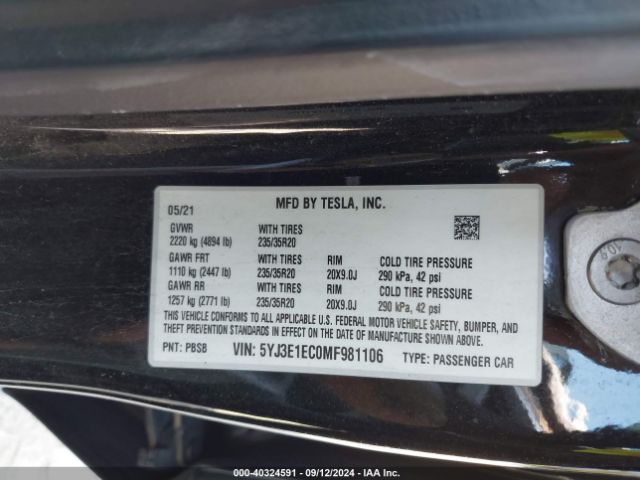 05/21
MFD BY TESLA, INC.
GVWR WITH TIRES
2220 kg (4894 lb) 235/35R20
GAWR FRT WITH TIRES RIM COLD TIRE PRESSURE
1110 kg (2447 lb) 235/35R20 20X9.0J 290 kPa, 42 psi
GAWR RR WITH TIRES RIM COLD TIRE PRESSURE
1257 kg (2771 lb) 235/35R20 20X9.0J 290 kPa, 42 psi
THIS VEHICLE CONFORMS TO ALL APPLICABLE U.S. FEDERAL MOTOR VEHICLE SAFETY, BUMPER, AND
THEFT PREVENTION STANDARDS IN EFFECT ON THE DATE OF MANUFACTURE SHOWN ABOVE.
PNT: PBSB VIN: 5YJ3E1EC0MF981106 TYPE: PASSENGER CAR
000-40324591 - 09/12/2024 - IAA Inc.